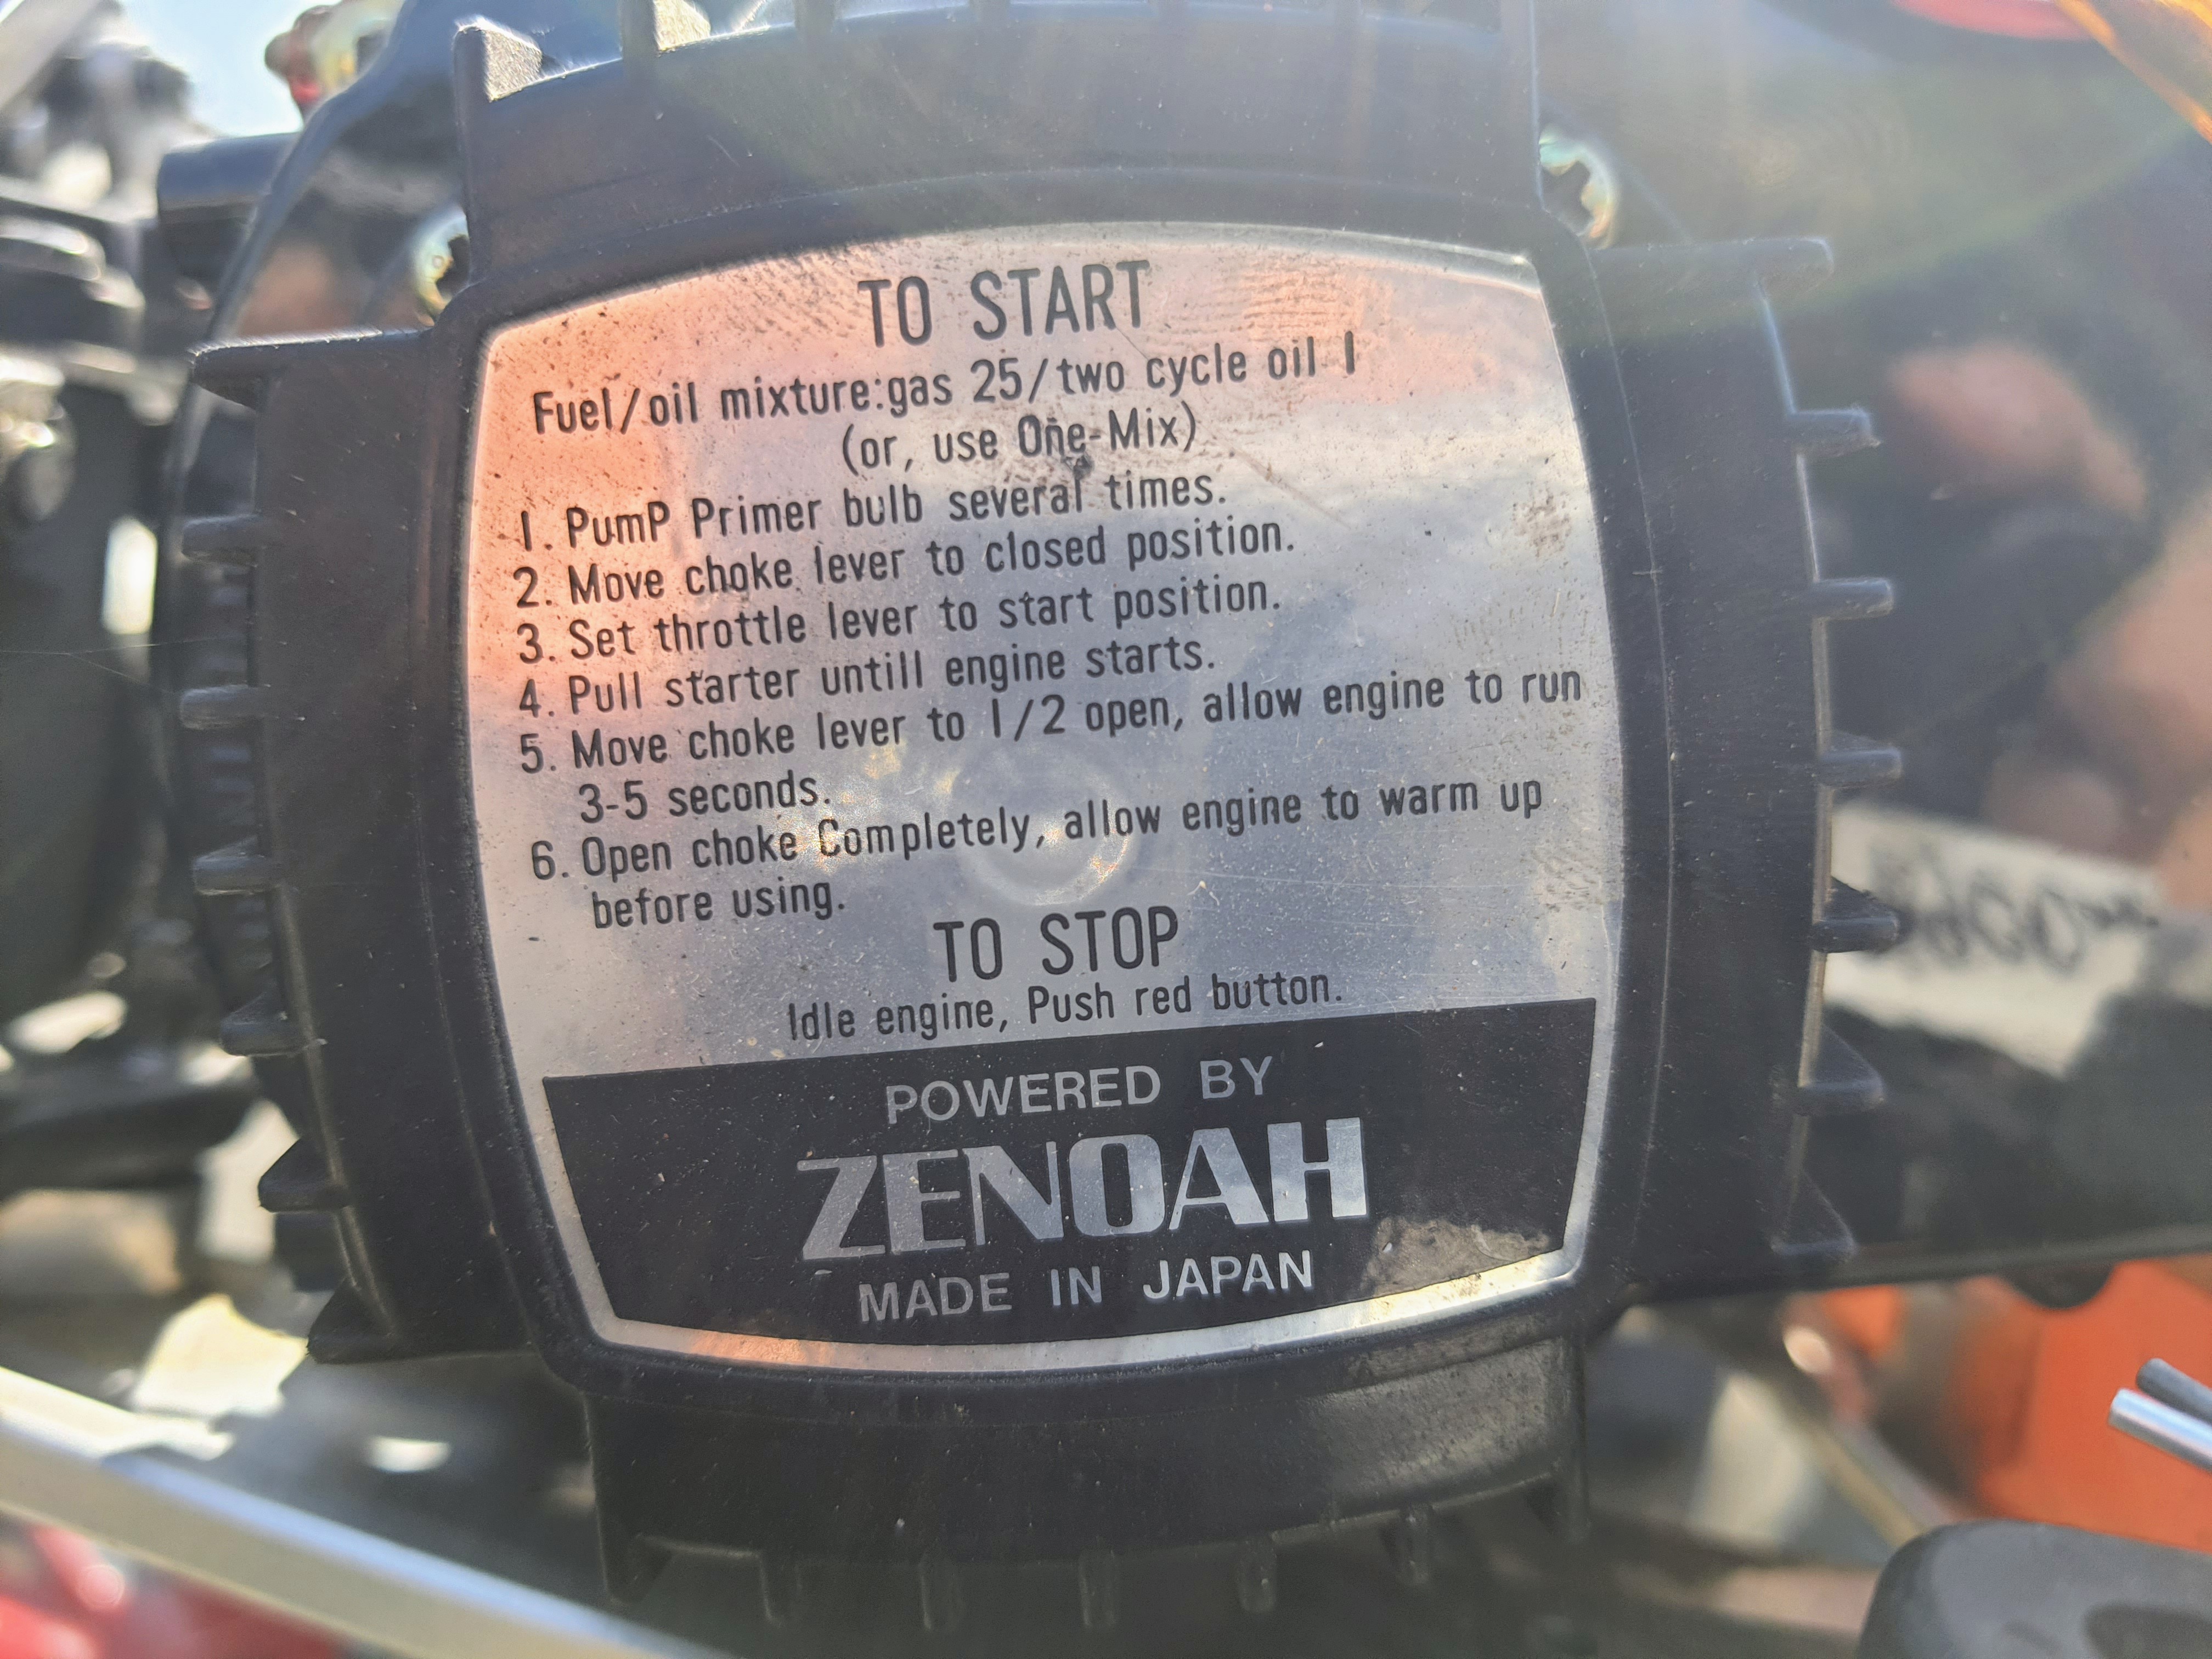 TO START
Fuel/oil mixture:gas 25/two cycle oil 1
(or, use One-Mix)
1. PumP Primer bulb several times.
2. Move choke lever to closed position.
3. Set throttle lever to start position.
4. Pull starter untill engine starts.
5. Move choke lever to 1/2 open, allow engine to run
3-5 seconds.
6. Open choke Completely, allow engine to warm up
before using.
TO STOP
Idle engine, Push red button.
POWERED BY
ZENOAH
MADE IN JAPAN